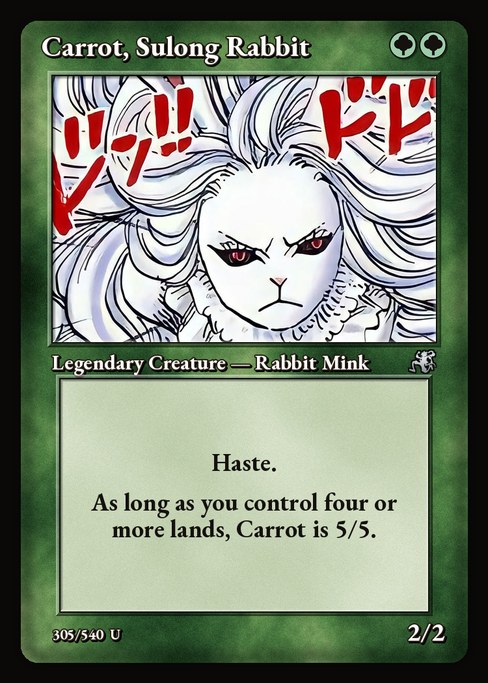 Carrot, Sulong Rabbit
ドン!!
ドド
Legendary Creature — Rabbit Mink
Haste.
As long as you control four or
more lands, Carrot is 5/5.
305/540 U
2/2